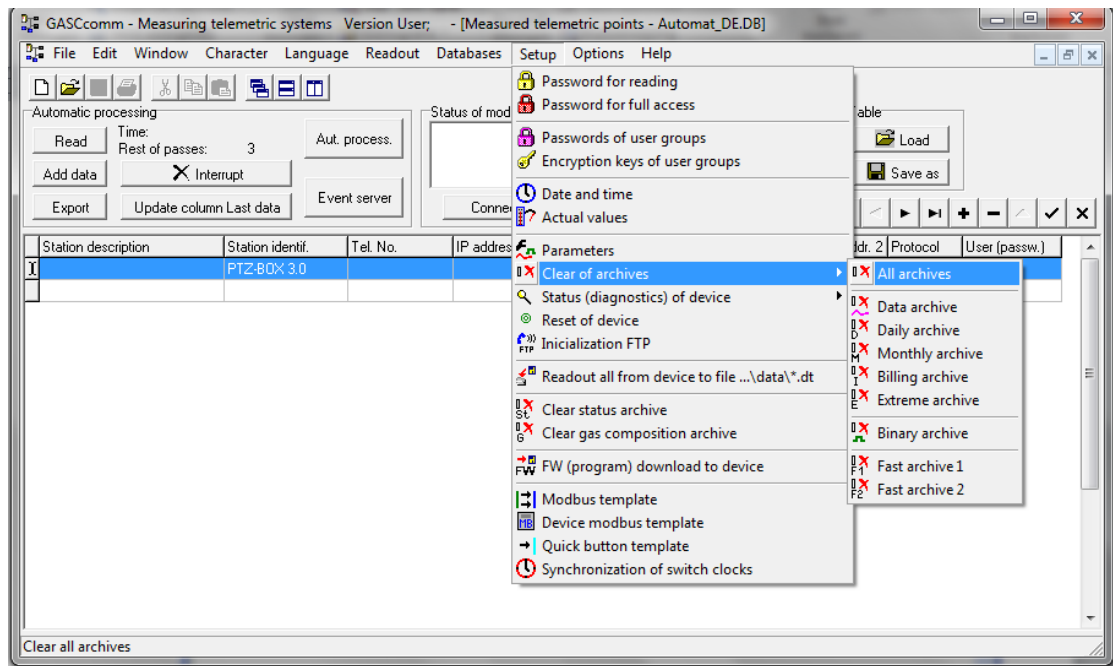 GASCcomm - Measuring telemetric systems Version User; - [Measured telemetric points - Automat_DE.DB]
File Edit Window Character Language Readout Databases Setup Options Help
Automatic processing
Read
Time:
Rest of passes: 3
Aut. process.
Add data
Interrupt
Export
Update column Last data
Event server
Status of mod
Conne
able
Load
Save as
Station description Station identif. Tel. No. IP addres ddr. 2 Protocol User (passw.)
PTZ-BOX 3.0
Password for reading
Password for full access
Passwords of user groups
Encryption keys of user groups
Date and time
Actual values
Parameters
Clear of archives
Status (diagnostics) of device
Reset of device
FTP Inicialization FTP
Readout all from device to file ...\data\*.dt
St Clear status archive
G Clear gas composition archive
FW FW (program) download to device
Modbus template
MB Device modbus template
Quick button template
Synchronization of switch clocks
All archives
Data archive
D Daily archive
M Monthly archive
I Billing archive
E Extreme archive
Binary archive
F1 Fast archive 1
F2 Fast archive 2
Clear all archives